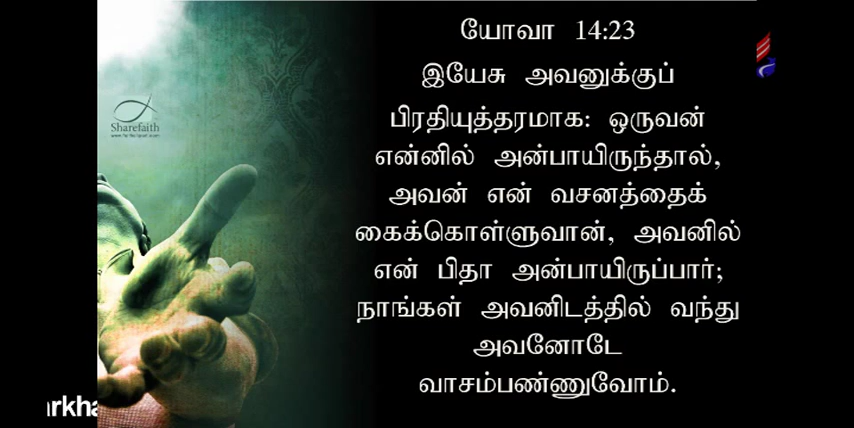 யோவா 14:23
இயேசு அவனுக்குப்
பிரதியுத்தரமாக: ஒருவன்
என்னில் அன்பாயிருந்தால்,
அவன் என் வசனத்தைக்
கைக்கொள்ளுவான், அவனில்
என் பிதா அன்பாயிருப்பார்;
நாங்கள் அவனிடத்தில் வந்து
அவனோடே
வாசம்பண்ணுவோம்.
Sharefaith